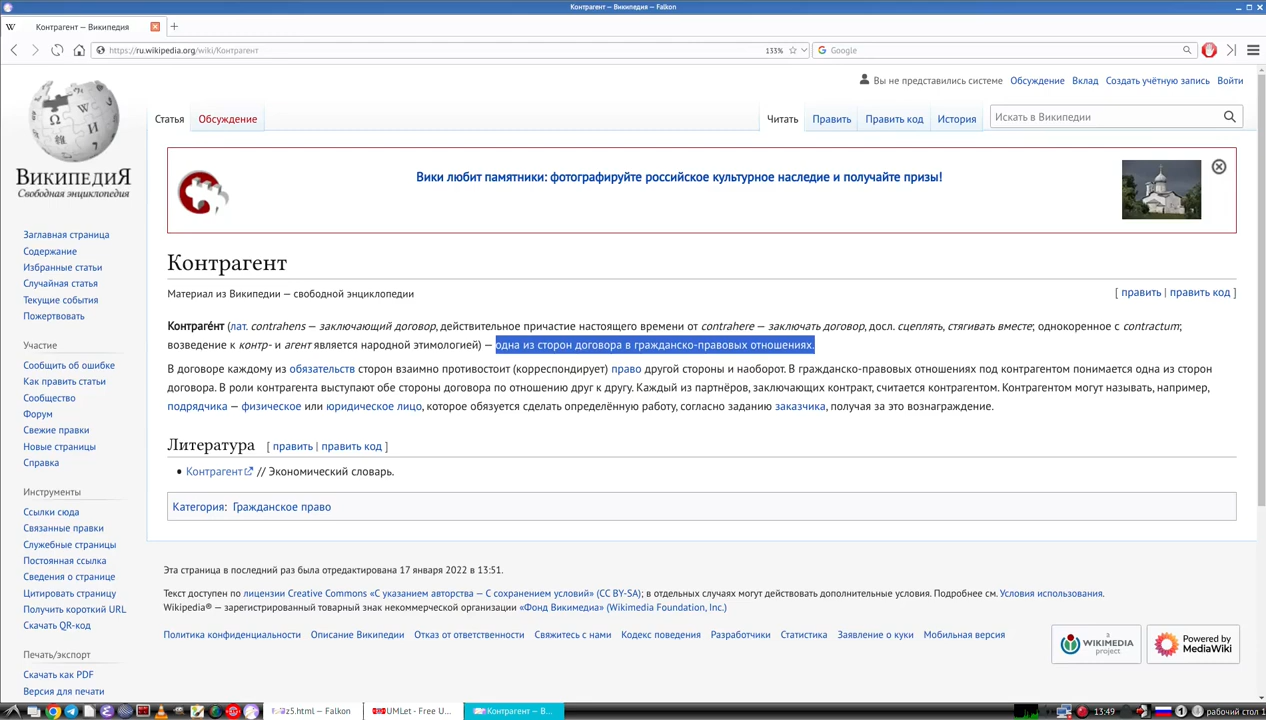 Контрагент — Википедия — Falkon
W Контрагент — Википедия
https://ru.wikipedia.org/wiki/Контрагент 133% Google
Вы не представились системе Обсуждение Вклад Создать учётную запись Войти
Статья Обсуждение Читать Править Править код История Искать в Википедии
ВИКИПЕДИЯ
Свободная энциклопедия
Вики любит памятники: фотографируйте российское культурное наследие и получайте призы!
Заглавная страница
Содержание
Избранные статьи
Случайная статья
Текущие события
Пожертвовать
Участие
Сообщить об ошибке
Как править статьи
Сообщество
Форум
Свежие правки
Новые страницы
Справка
Инструменты
Ссылки сюда
Связанные правки
Служебные страницы
Постоянная ссылка
Сведения о странице
Цитировать страницу
Получить короткий URL
Скачать QR-код
Печать/экспорт
Скачать как PDF
Версия для печати
Контрагент
Материал из Википедии — свободной энциклопедии [ править | править код ]
Контраге́нт (лат. contrahens — заключающий договор, действительное причастие настоящего времени от contrahere — заключать договор, досл. сцеплять, стягивать вместе; однокоренное с contractum;
возведение к контр- и агент является народной этимологией) — одна из сторон договора в гражданско-правовых отношениях.
В договоре каждому из обязательств сторон взаимно противостоит (корреспондирует) право другой стороны и наоборот. В гражданско-правовых отношениях под контрагентом понимается одна из сторон
договора. В роли контрагента выступают обе стороны договора по отношению друг к другу. Каждый из партнёров, заключающих контракт, считается контрагентом. Контрагентом могут называть, например,
подрядчика — физическое или юридическое лицо, которое обязуется сделать определённую работу, согласно заданию заказчика, получая за это вознаграждение.
Литература [ править | править код ]
• Контрагент // Экономический словарь.
Категория: Гражданское право
Эта страница в последний раз была отредактирована 17 января 2022 в 13:51.
Текст доступен по лицензии Creative Commons «С указанием авторства — С сохранением условий» (CC BY-SA); в отдельных случаях могут действовать дополнительные условия. Подробнее см. Условия использования.
Wikipedia® — зарегистрированный товарный знак некоммерческой организации «Фонд Викимедиа» (Wikimedia Foundation, Inc.)
Политика конфиденциальности Описание Википедии Отказ от ответственности Свяжитесь с нами Кодекс поведения Разработчики Статистика Заявление о куки Мобильная версия
WIKIMEDIA project
Powered by MediaWiki
z5.html — Falkon UMLet - Free U... Контрагент — В... 13:49 1 рабочий стол 1